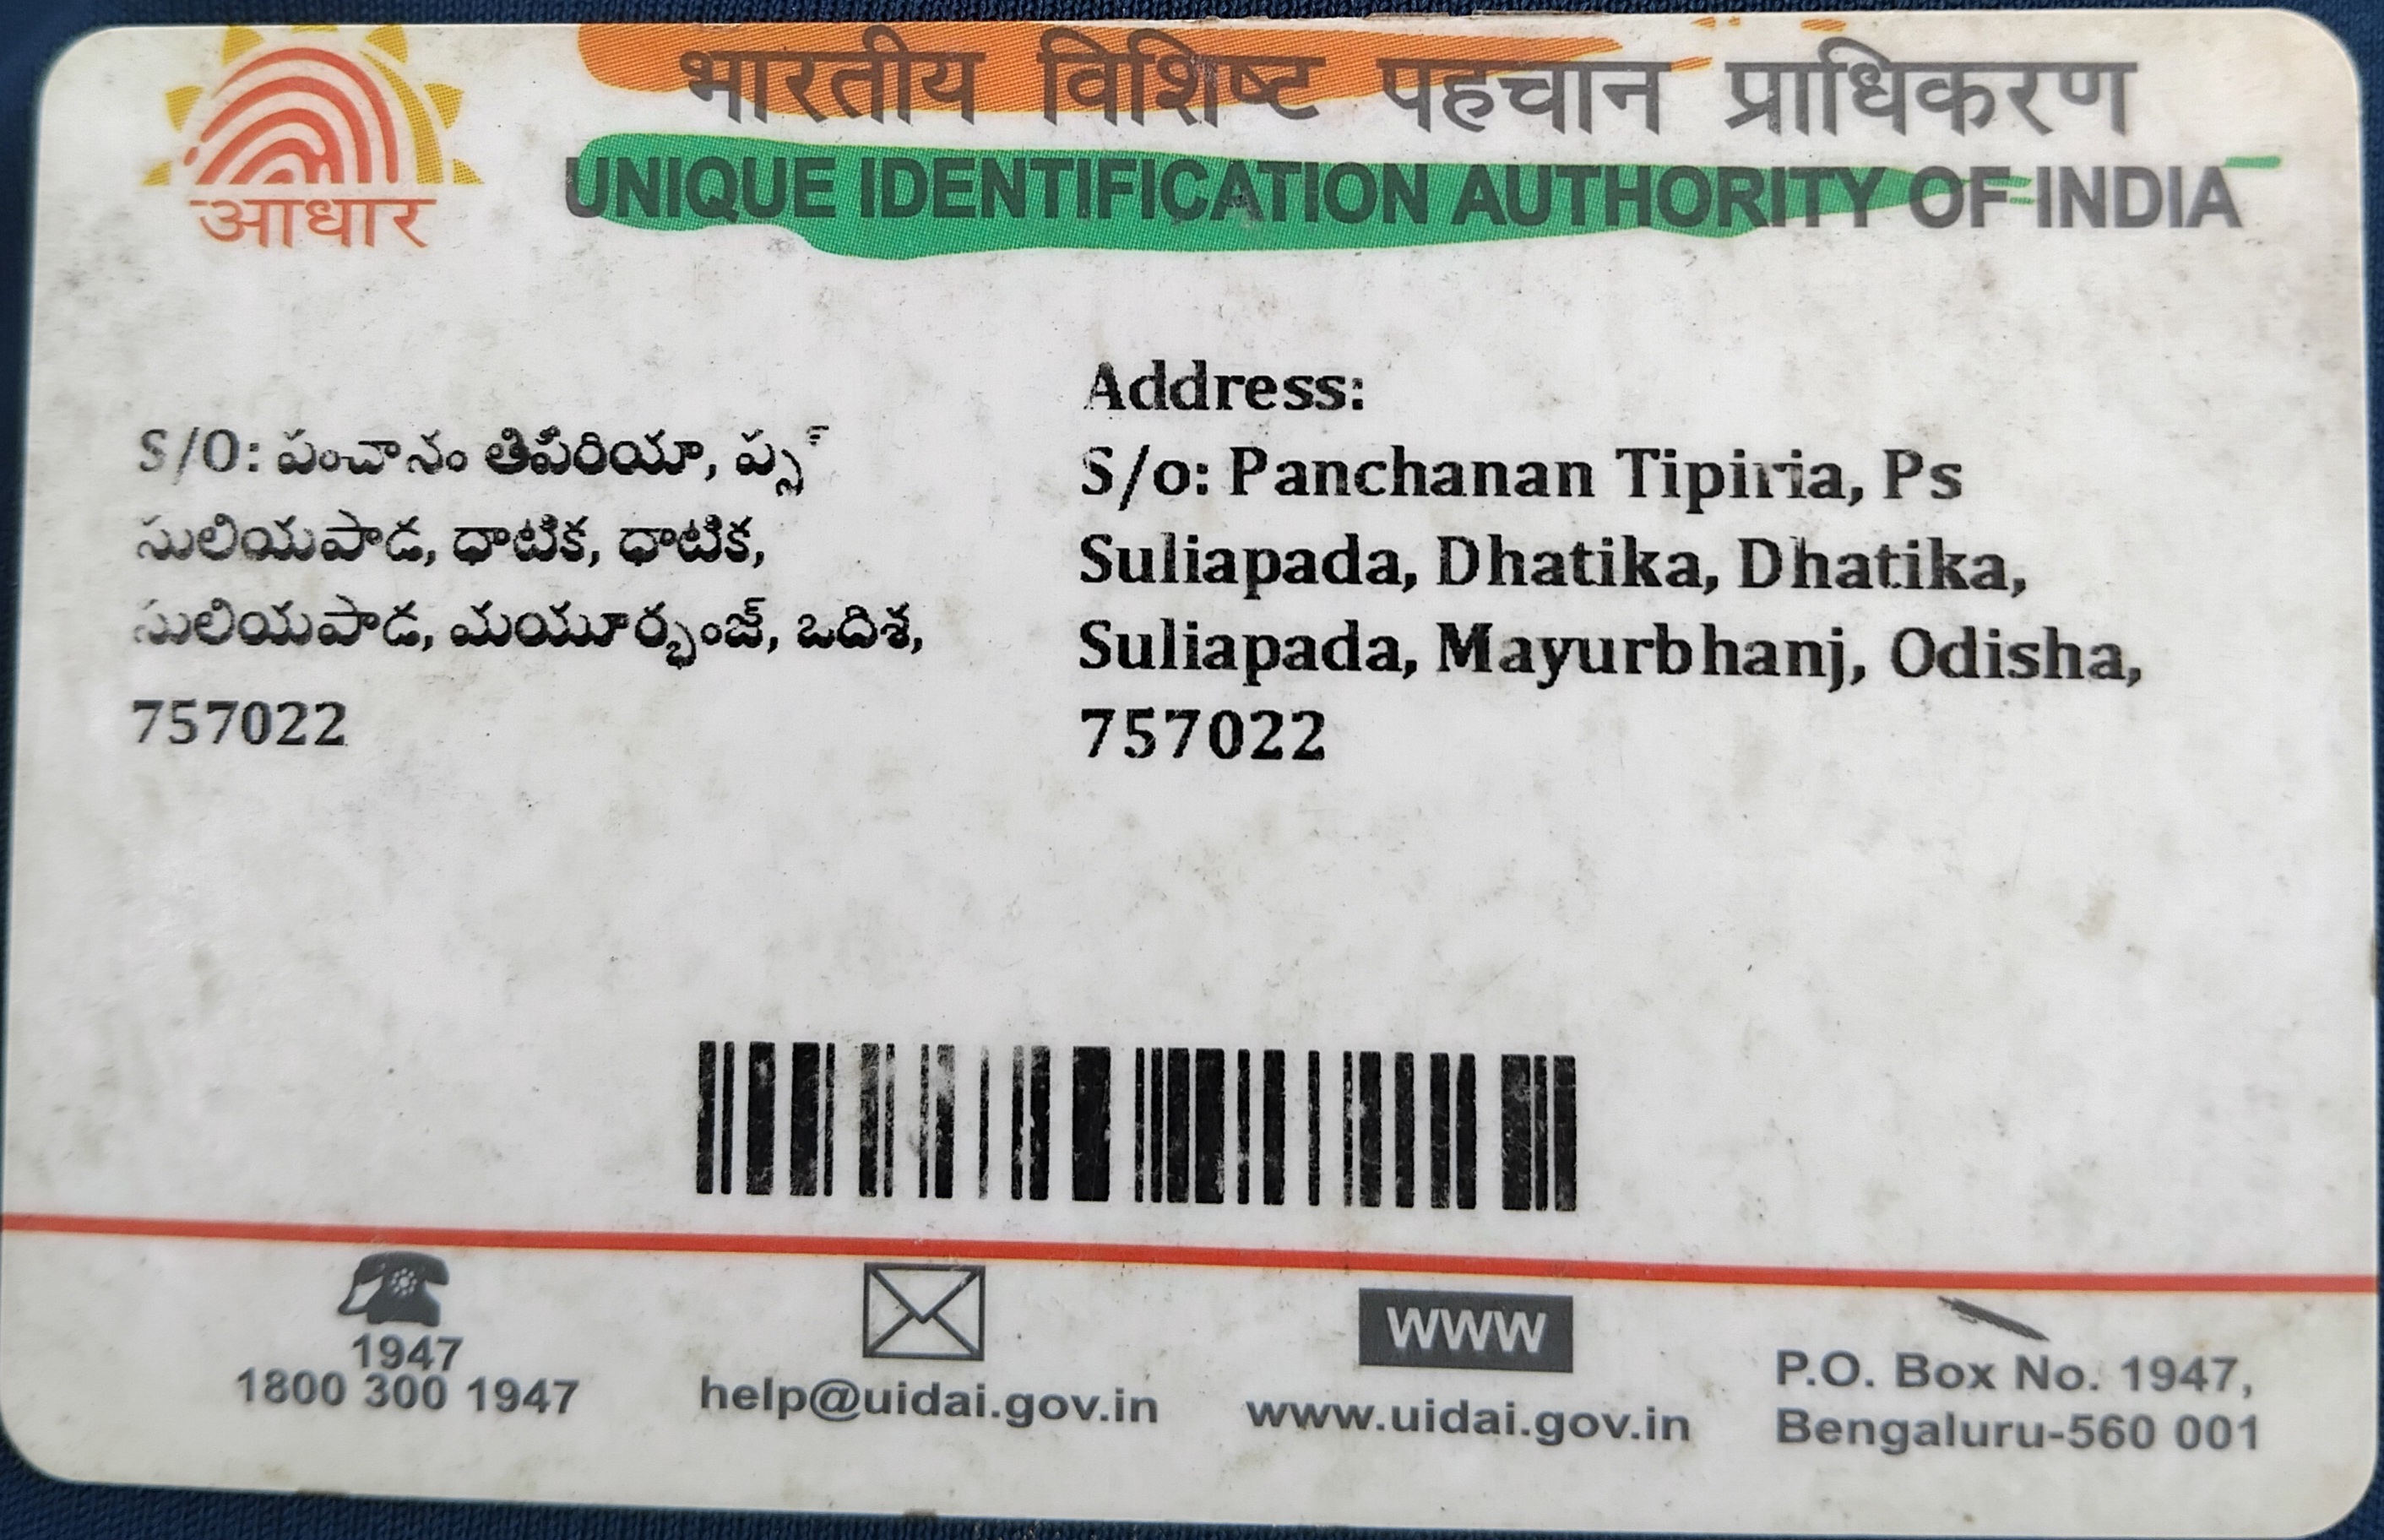 भारतीय विशिष्ट पहचान प्राधिकरण
UNIQUE IDENTIFICATION AUTHORITY OF INDIA
आधार
S/O: పంచానం తిపిరియా, ప్స్
సులియపాడ, ధాటిక, ధాటిక,
సులియపాడ, మయూర్భంజ్, ఒదిశ,
757022
Address:
S/o: Panchanan Tipiria, Ps
Suliapada, Dhatika, Dhatika,
Suliapada, Mayurbhanj, Odisha,
757022
1947
1800 300 1947
help@uidai.gov.in
WWW
www.uidai.gov.in
P.O. Box No. 1947,
Bengaluru-560 001